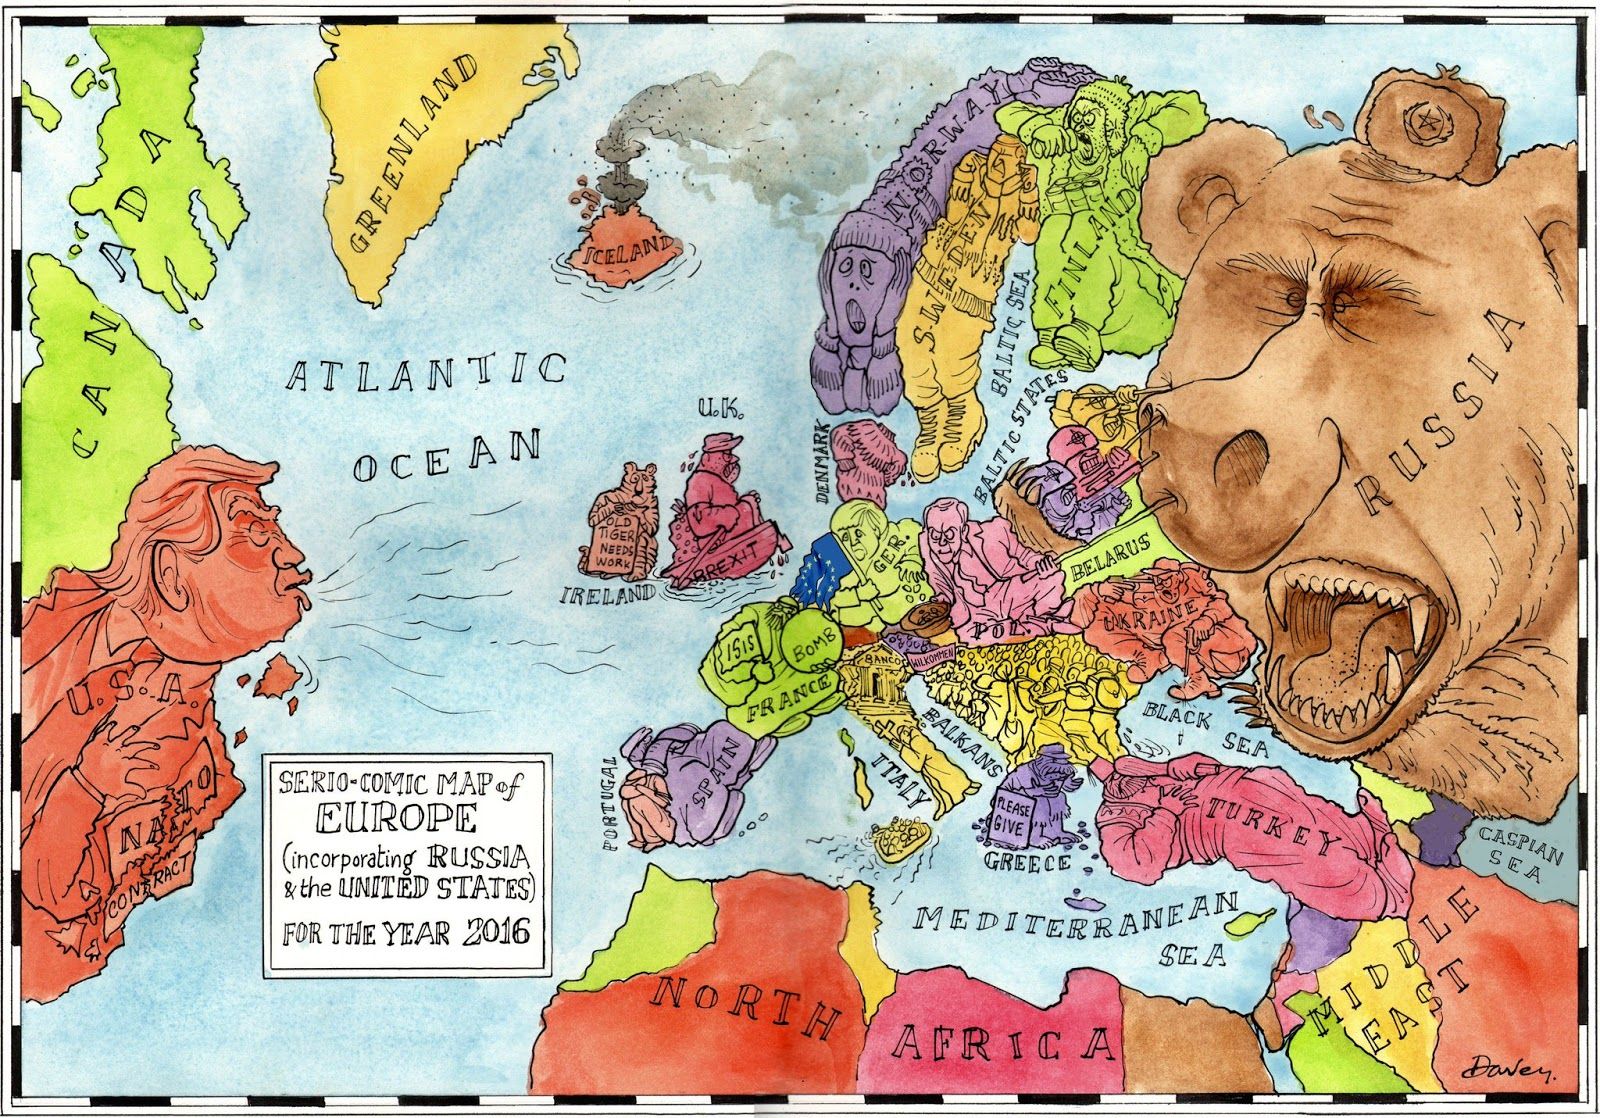 CANADA
GREENLAND
ICELAND
NORWAY
SWEDEN
FINLAND
RUSSIA
ATLANTIC
OCEAN
BALTIC SEA
BALTIC STATES
U.K.
DENMARK
OLD
TIGER
NEEDS
WORK
BREXIT
IRELAND
GER.
BELARUS
POL.
UKRAINE
ISIS
BOMB
FRANCE
BANCO
WILKOMMEN
U.S.A.
NATO
CONTRACT
SERIO-COMIC MAP of
EUROPE
(incorporating RUSSIA
& the UNITED STATES)
FOR THE YEAR 2016
PORTUGAL
SPAIN
ITALY
BALKANS
BLACK
SEA
PLEASE
GIVE
GREECE
TURKEY
CASPIAN
SEA
MEDITERRANEAN
SEA
NORTH
AFRICA
MIDDLE
EAST
Davey.